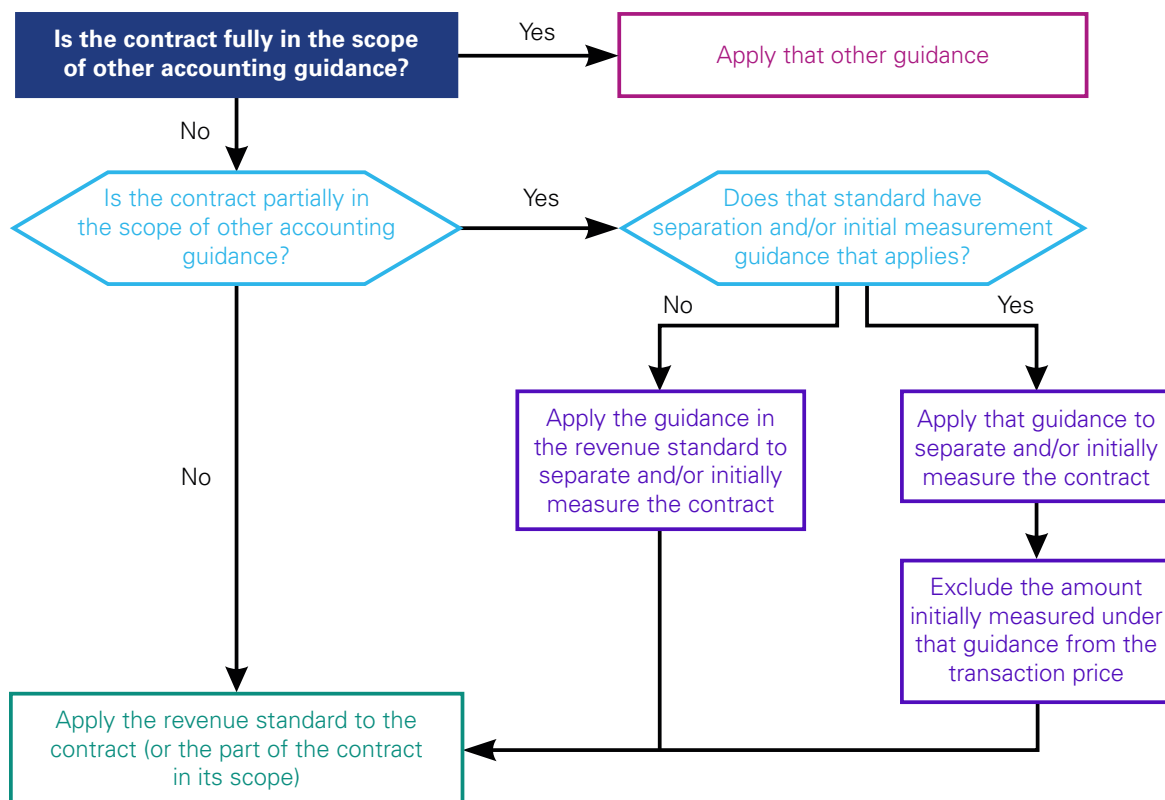 Is the contract fully in the scope
of other accounting guidance?
Yes
Apply that other guidance
No
Is the contract partially in
the scope of other accounting
guidance?
Yes
Does that standard have
separation and/or initial measurement
guidance that applies?
No
Yes
Apply the guidance in
the revenue standard to
separate and/or initially
measure the contract
Apply that guidance to
separate and/or initially
measure the contract
No
Exclude the amount
initially measured under
that guidance from the
transaction price
Apply the revenue standard to the
contract (or the part of the contract
in its scope)